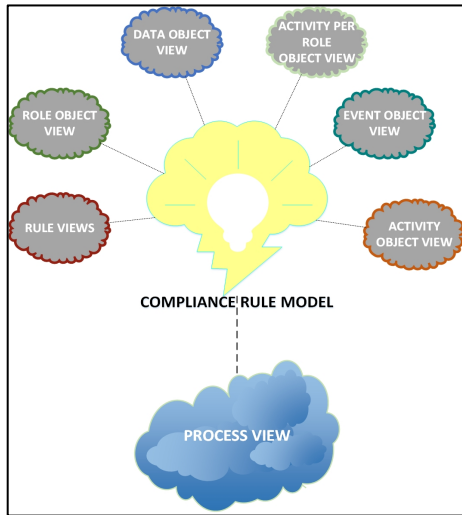 DATA OBJECT
VIEW
ACTIVITY PER
ROLE
OBJECT VIEW
ROLE OBJECT
VIEW
EVENT OBJECT
VIEW
RULE VIEWS
ACTIVITY
OBJECT VIEW
COMPLIANCE RULE MODEL
PROCESS VIEW